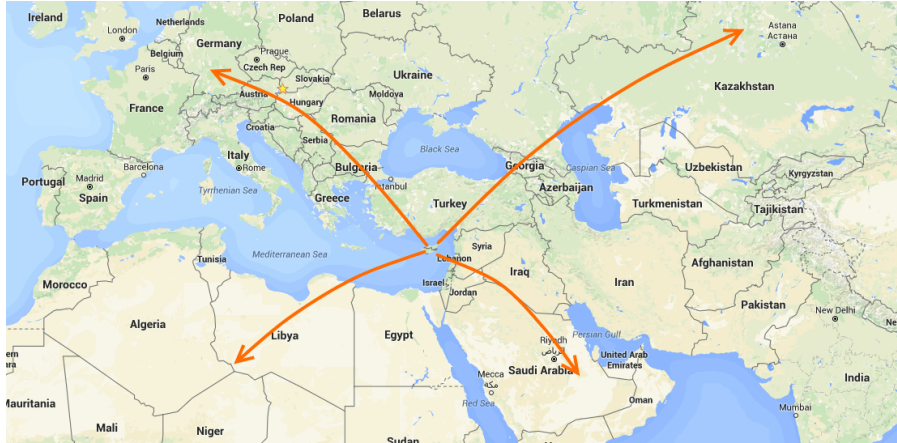 Ireland
Netherlands
Poland
Belarus
London
Germany
Belgium
Prague
Czech Rep
Astana
Астана
Paris
Slovakia
Ukraine
Austria
Hungary
Moldova
Kazakhstan
France
Romania
Croatia
Serbia
Italy
Rome
Bulgaria
Black Sea
Georgia
Caspian Sea
Uzbekistan
Kyrgyzstan
Portugal
Madrid
Barcelona
Spain
Tyrrhenian Sea
Istanbul
Greece
Turkey
Azerbaijan
Turkmenistan
Tajikistan
Mediterranean Sea
Tunisia
Syria
Lebanon
Iraq
Iran
Afghanistan
Morocco
Israel
Jordan
Pakistan
New Delhi
Ne
Algeria
Libya
Egypt
Persian Gulf
Riyadh
الرياض
United Arab
Emirates
Saudi Arabia
Mecca
مكة
Red Sea
Oman
India
Mumbai
ern
ara
Mauritania
Mali
Niger
Sudan